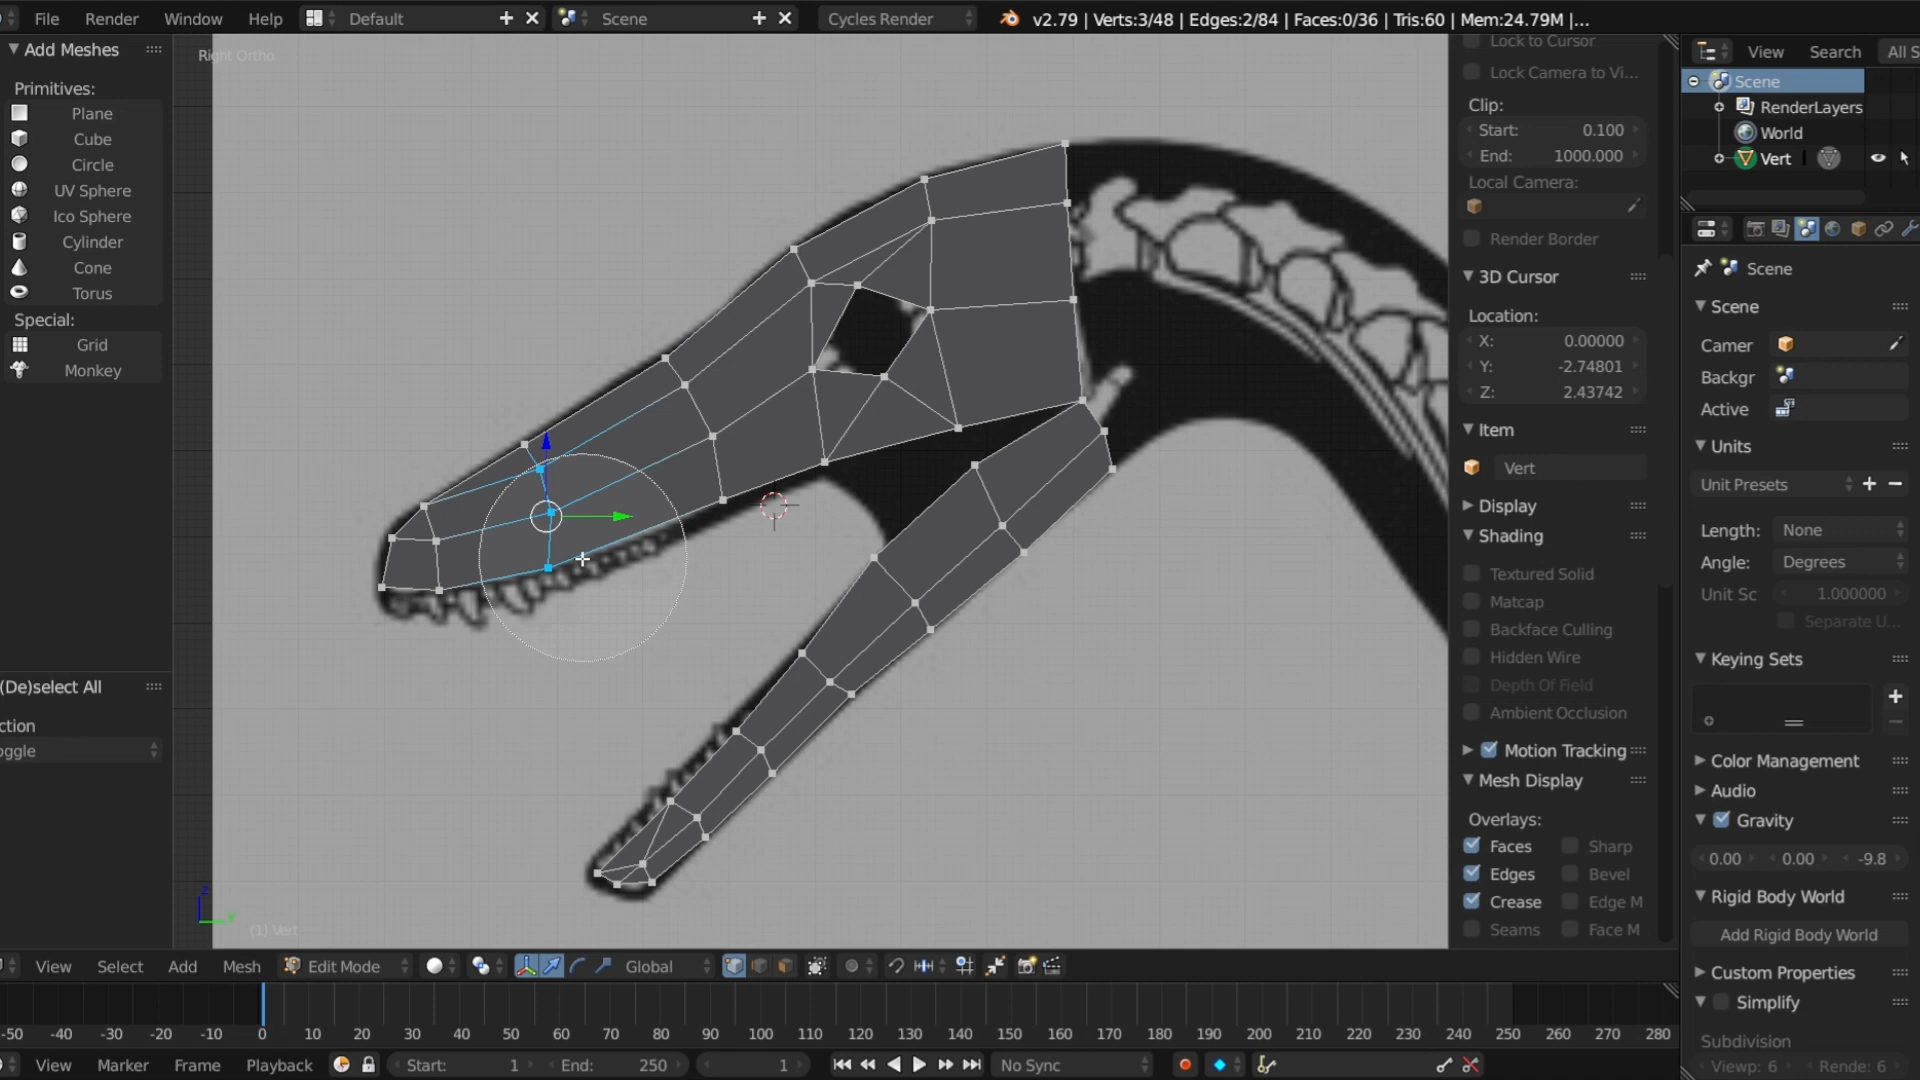 File Render Window Help Default Scene Cycles Render v2.79 | Verts:3/48 | Edges:2/84 | Faces:0/36 | Tris:60 | Mem:24.79M |...
Add Meshes
Primitives:
Plane
Cube
Circle
UV Sphere
Ico Sphere
Cylinder
Cone
Torus
Special:
Grid
Monkey
(De)select All
ction
oggle
Right Ortho
(1) Vert
z
y
Lock to Cursor
Lock Camera to Vi...
Clip:
Start: 0.100
End: 1000.000
Local Camera:
Render Border
3D Cursor
Location:
X: 0.00000
Y: -2.74801
Z: 2.43742
Item
Vert
Display
Shading
Textured Solid
Matcap
Backface Culling
Hidden Wire
Depth Of Field
Ambient Occlusion
Motion Tracking
Mesh Display
Overlays:
Faces Sharp
Edges Bevel
Crease Edge M
Seams Face M
View Search All S
Scene
RenderLayers
World
Vert
Scene
Scene
Camer
Backgr
Active
Units
Unit Presets
Length: None
Angle: Degrees
Unit Sc 1.000000
Separate U...
Keying Sets
Color Management
Audio
Gravity
0.00 0.00 -9.8
Rigid Body World
Add Rigid Body World
Custom Properties
Simplify
Subdivision
Viewp: 6 Rende: 6
View Select Add Mesh Edit Mode Global
-50 -40 -30 -20 -10 0 10 20 30 40 50 60 70 80 90 100 110 120 130 140 150 160 170 180 190 200 210 220 230 240 250 260 270 280
View Marker Frame Playback Start: 1 End: 250 1 No Sync